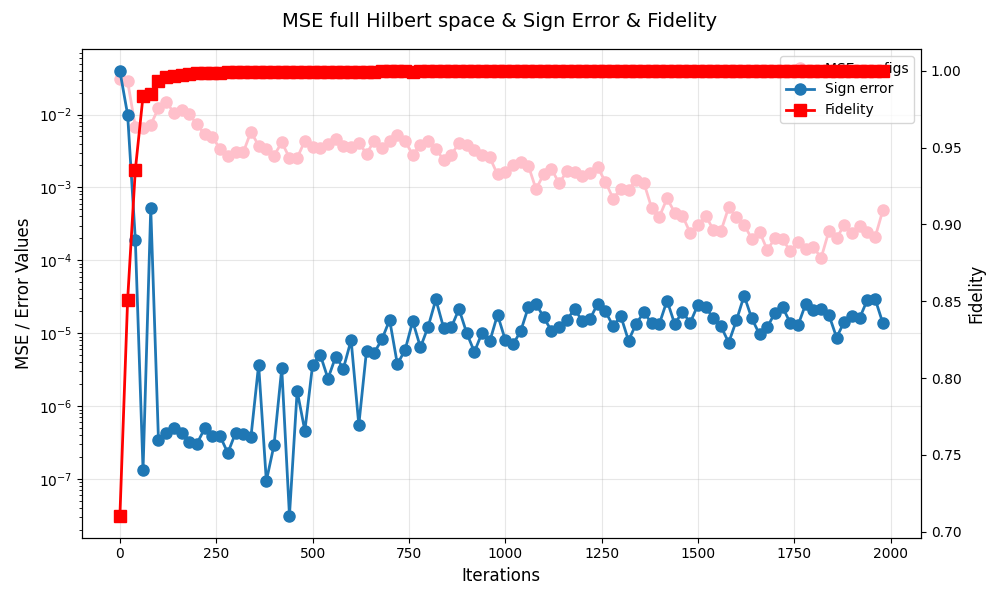 MSE full Hilbert space & Sign Error & Fidelity
MSE configs
Sign error
Fidelity
MSE / Error Values
10⁻²
10⁻³
10⁻⁴
10⁻⁵
10⁻⁶
10⁻⁷
1.00
0.95
0.90
0.85
0.80
0.75
0.70
Fidelity
0 250 500 750 1000 1250 1500 1750 2000
Iterations